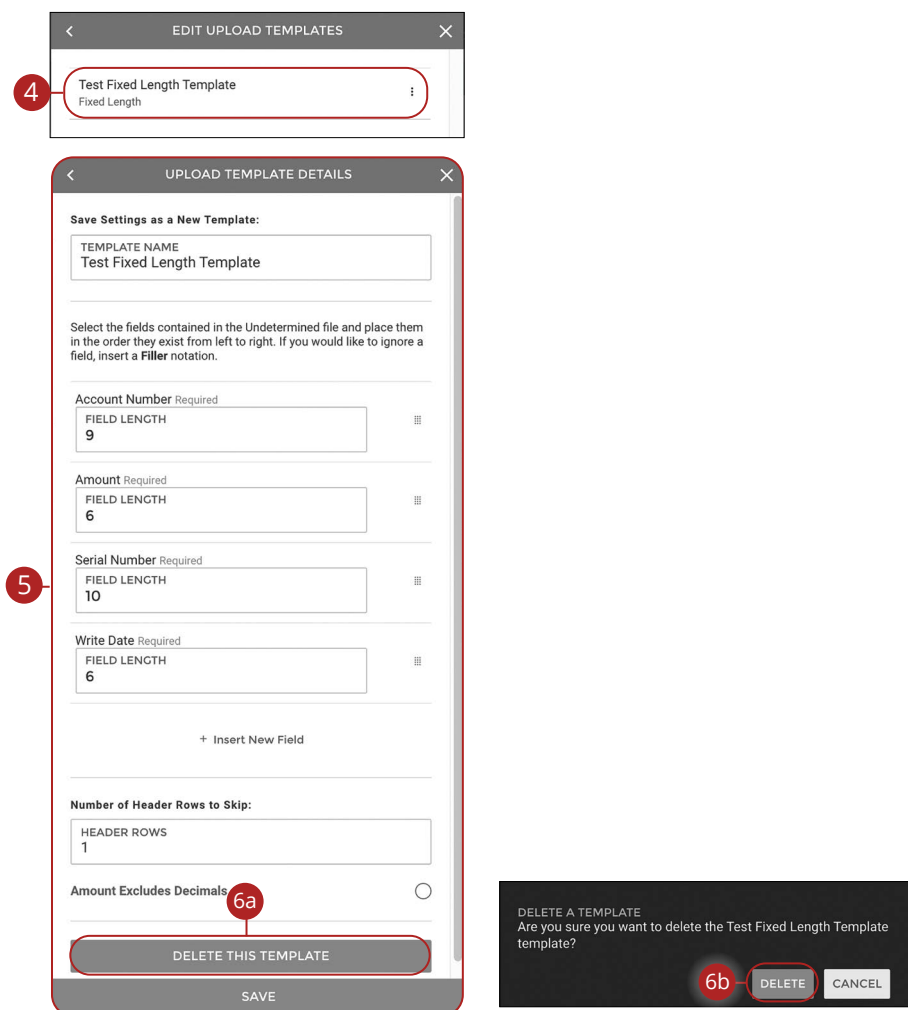 EDIT UPLOAD TEMPLATES
4
Test Fixed Length Template
Fixed Length
UPLOAD TEMPLATE DETAILS
Save Settings as a New Template:
TEMPLATE NAME
Test Fixed Length Template
Select the fields contained in the Undetermined file and place them
in the order they exist from left to right. If you would like to ignore a
field, insert a Filler notation.
Account Number Required
FIELD LENGTH
9
Amount Required
FIELD LENGTH
6
Serial Number Required
5
FIELD LENGTH
10
Write Date Required
FIELD LENGTH
6
+ Insert New Field
Number of Header Rows to Skip:
HEADER ROWS
1
Amount Excludes Decimals
6a
DELETE THIS TEMPLATE
SAVE
DELETE A TEMPLATE
Are you sure you want to delete the Test Fixed Length Template
template?
6b
DELETE CANCEL